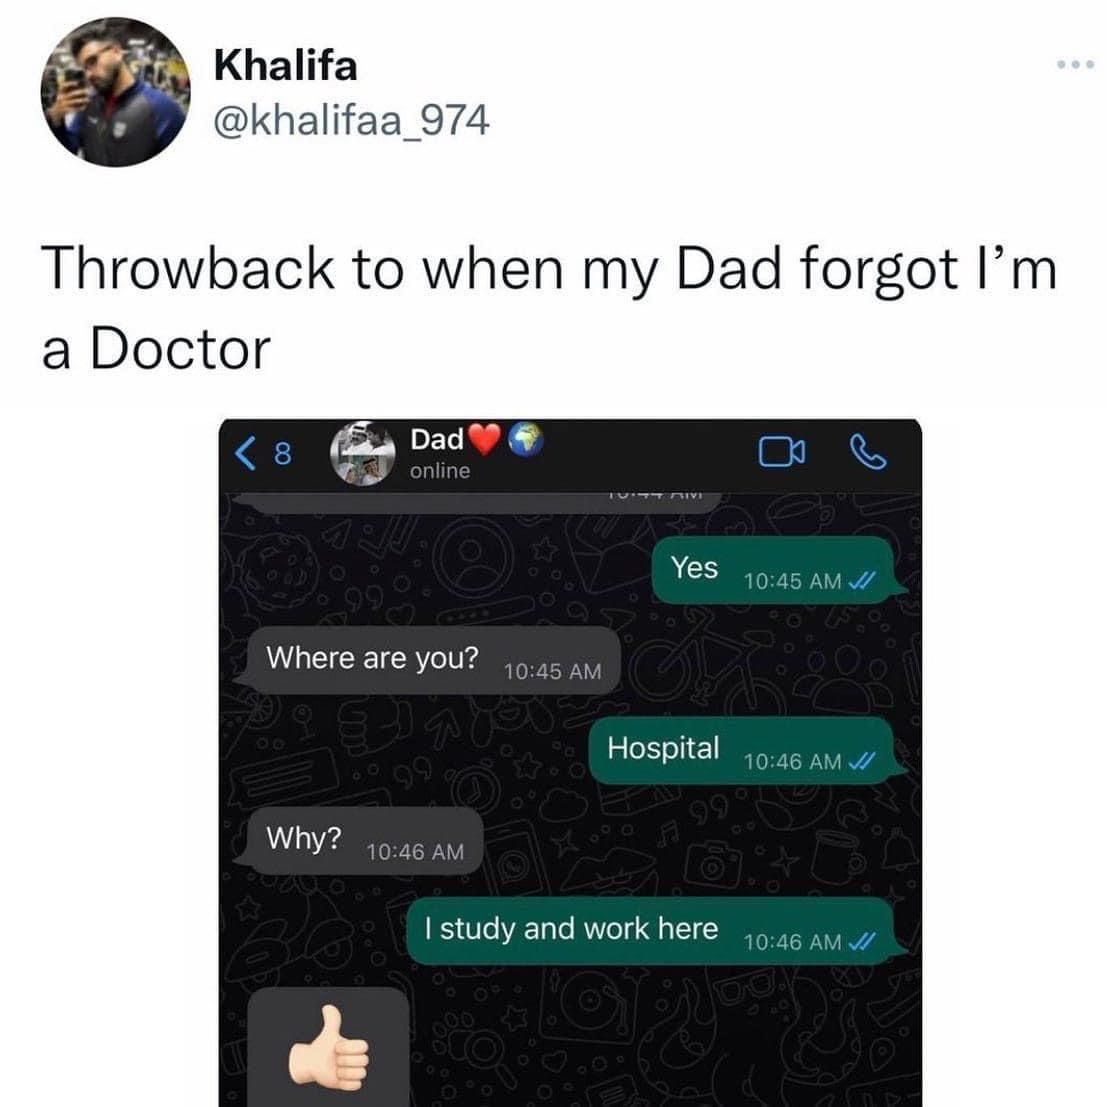 Khalifa
@khalifaa_974
Throwback to when my Dad forgot I’m
a Doctor
8
Dad❤️🌍
online
Yes 10:45 AM
Where are you? 10:45 AM
Hospital 10:46 AM
Why? 10:46 AM
I study and work here 10:46 AM
👍🏻